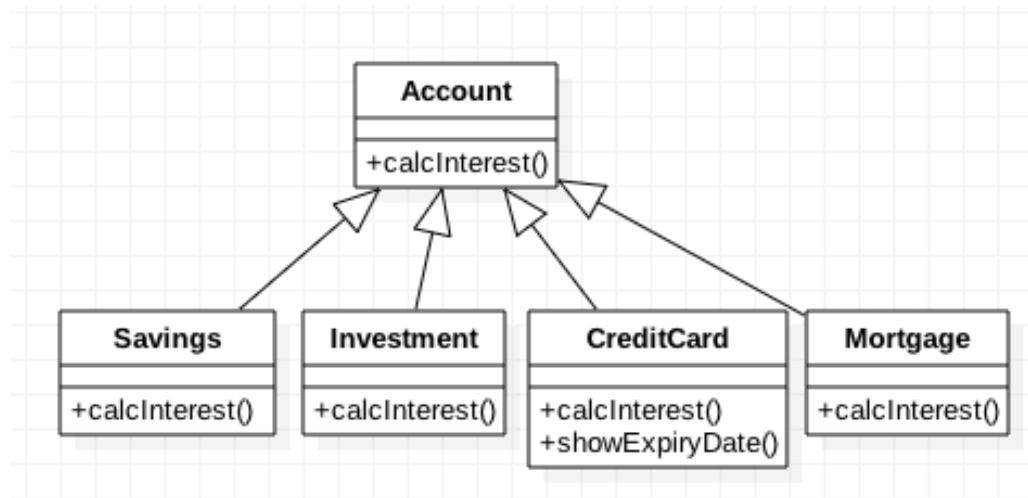 Account
+calcInterest()
Savings
+calcInterest()
Investment
+calcInterest()
CreditCard
+calcInterest()
+showExpiryDate()
Mortgage
+calcInterest()